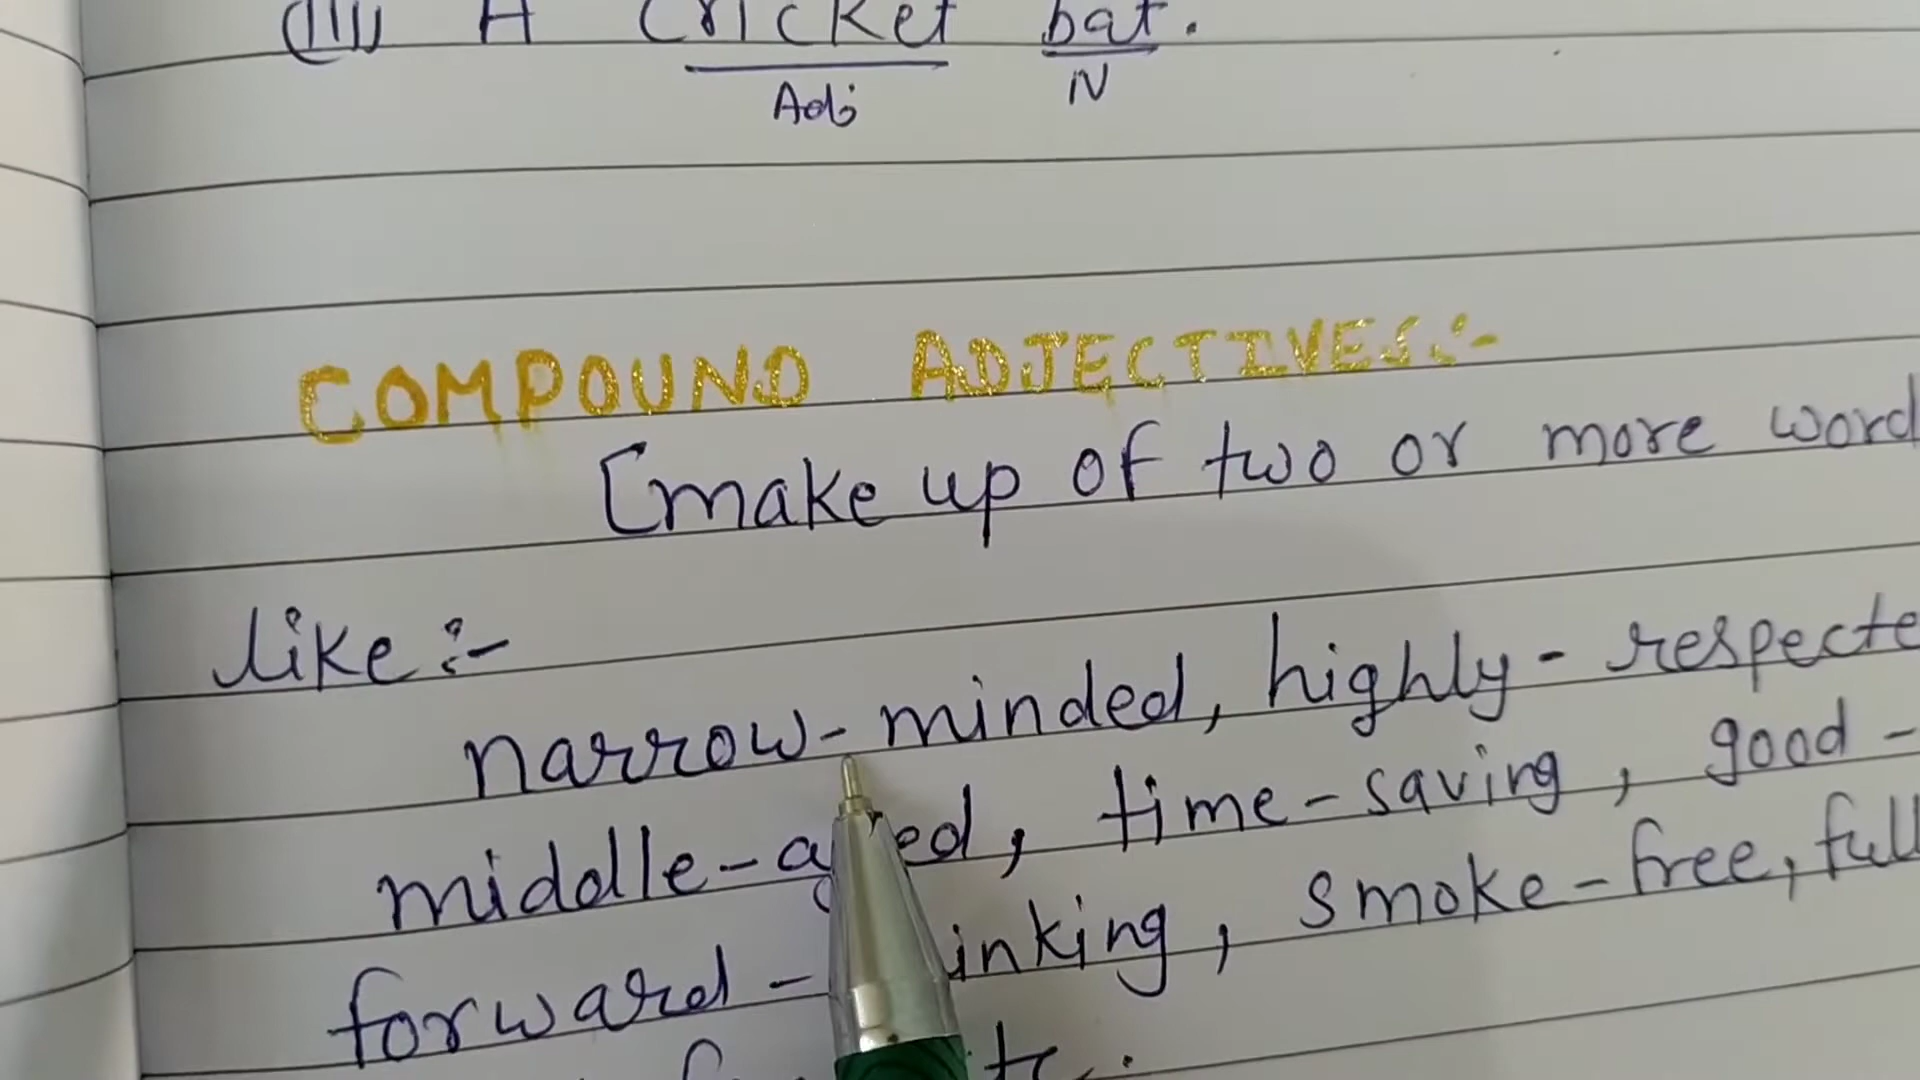 (iii) A cricket bat.
Adj N
COMPOUND ADJECTIVES:-
[make up of two or more word
like:-
narrow-minded, highly-respecte
middle-aged, time-saving, good-
forward- inking, smoke-free, full